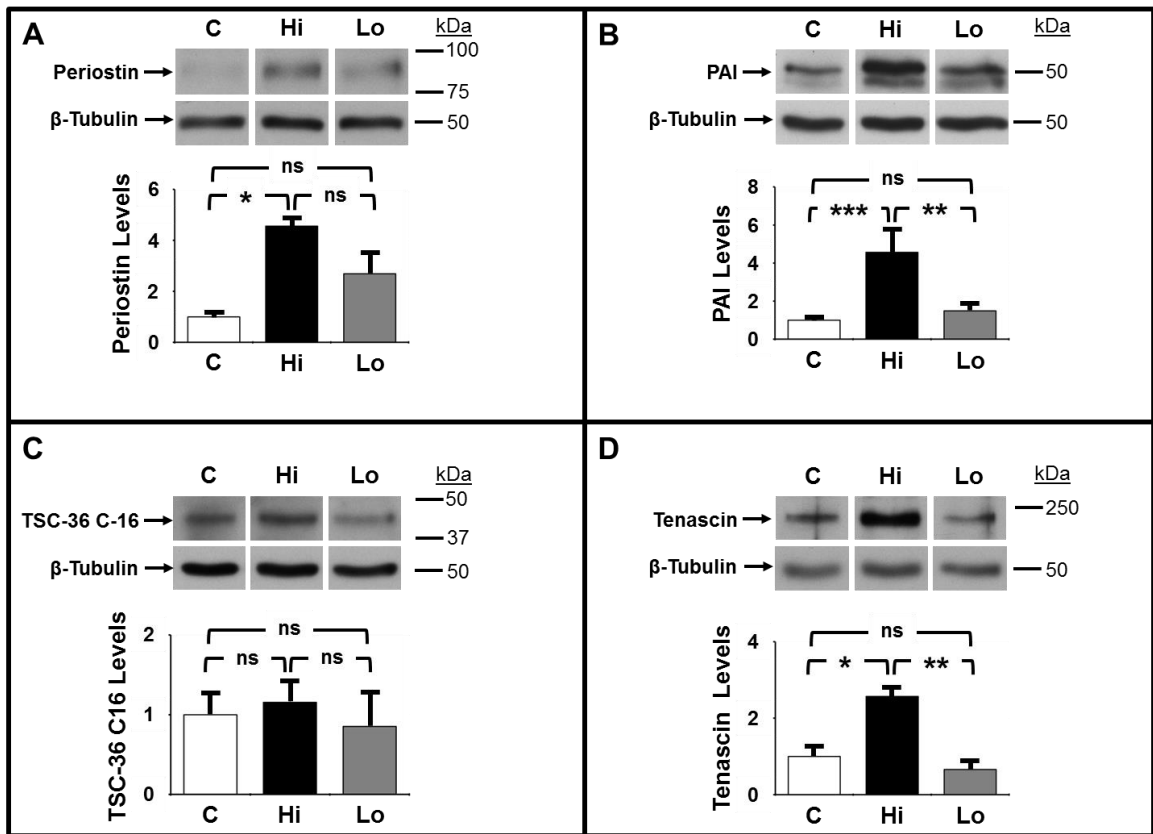 A
C Hi Lo kDa
Periostin
100
75
β-Tubulin
50
ns
* ns
Periostin Levels
6
4
2
0
C Hi Lo
B
C Hi Lo kDa
PAI
50
β-Tubulin
50
ns
*** **
PAI Levels
8
6
4
2
0
C Hi Lo
C
C Hi Lo kDa
50
TSC-36 C-16
37
β-Tubulin
50
ns
ns ns
TSC-36 C16 Levels
2
1
0
C Hi Lo
D
C Hi Lo kDa
250
Tenascin
β-Tubulin
50
ns
* **
Tenascin Levels
4
2
0
C Hi Lo